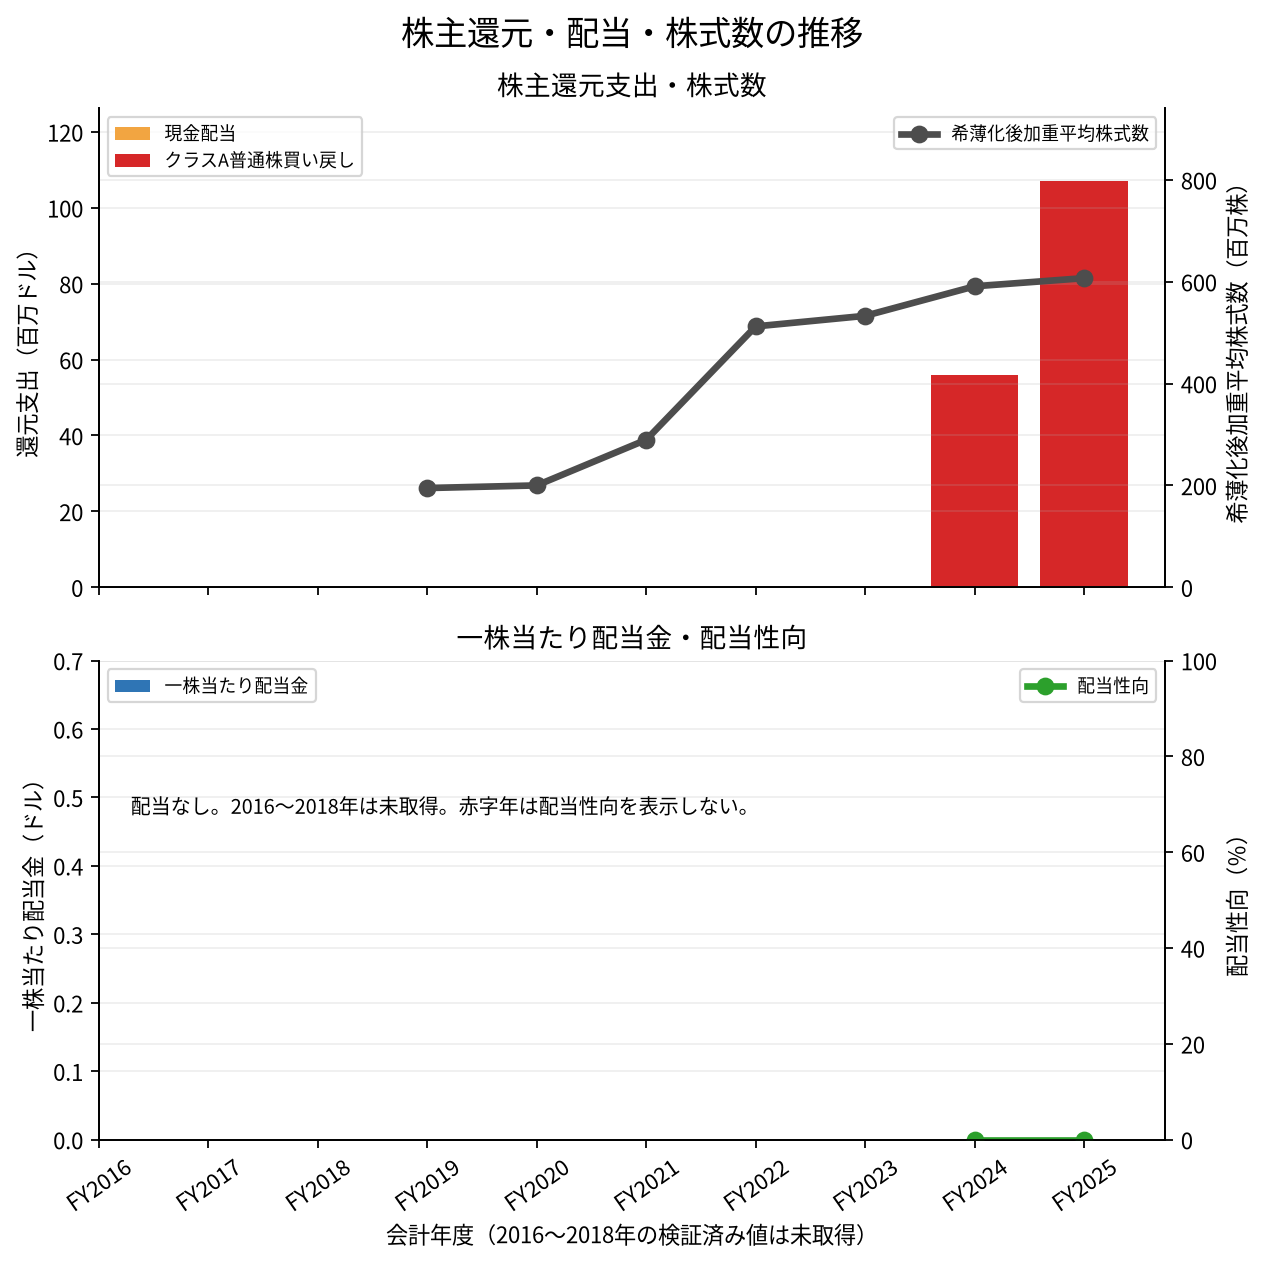 株主還元・配当・株式数の推移
株主還元支出・株式数
現金配当
クラスA普通株買い戻し
希薄化後加重平均株式数
還元支出（百万ドル）
120
100
80
60
40
20
0
800
600
400
200
0
希薄化後加重平均株式数（百万株）
一株当たり配当金・配当性向
一株当たり配当金
配当性向
配当なし。2016～2018年は未取得。赤字年は配当性向を表示しない。
一株当たり配当金（ドル）
0.7
0.6
0.5
0.4
0.3
0.2
0.1
0.0
100
80
60
40
20
0
配当性向（%）
FY2016
FY2017
FY2018
FY2019
FY2020
FY2021
FY2022
FY2023
FY2024
FY2025
会計年度（2016～2018年の検証済み値は未取得）